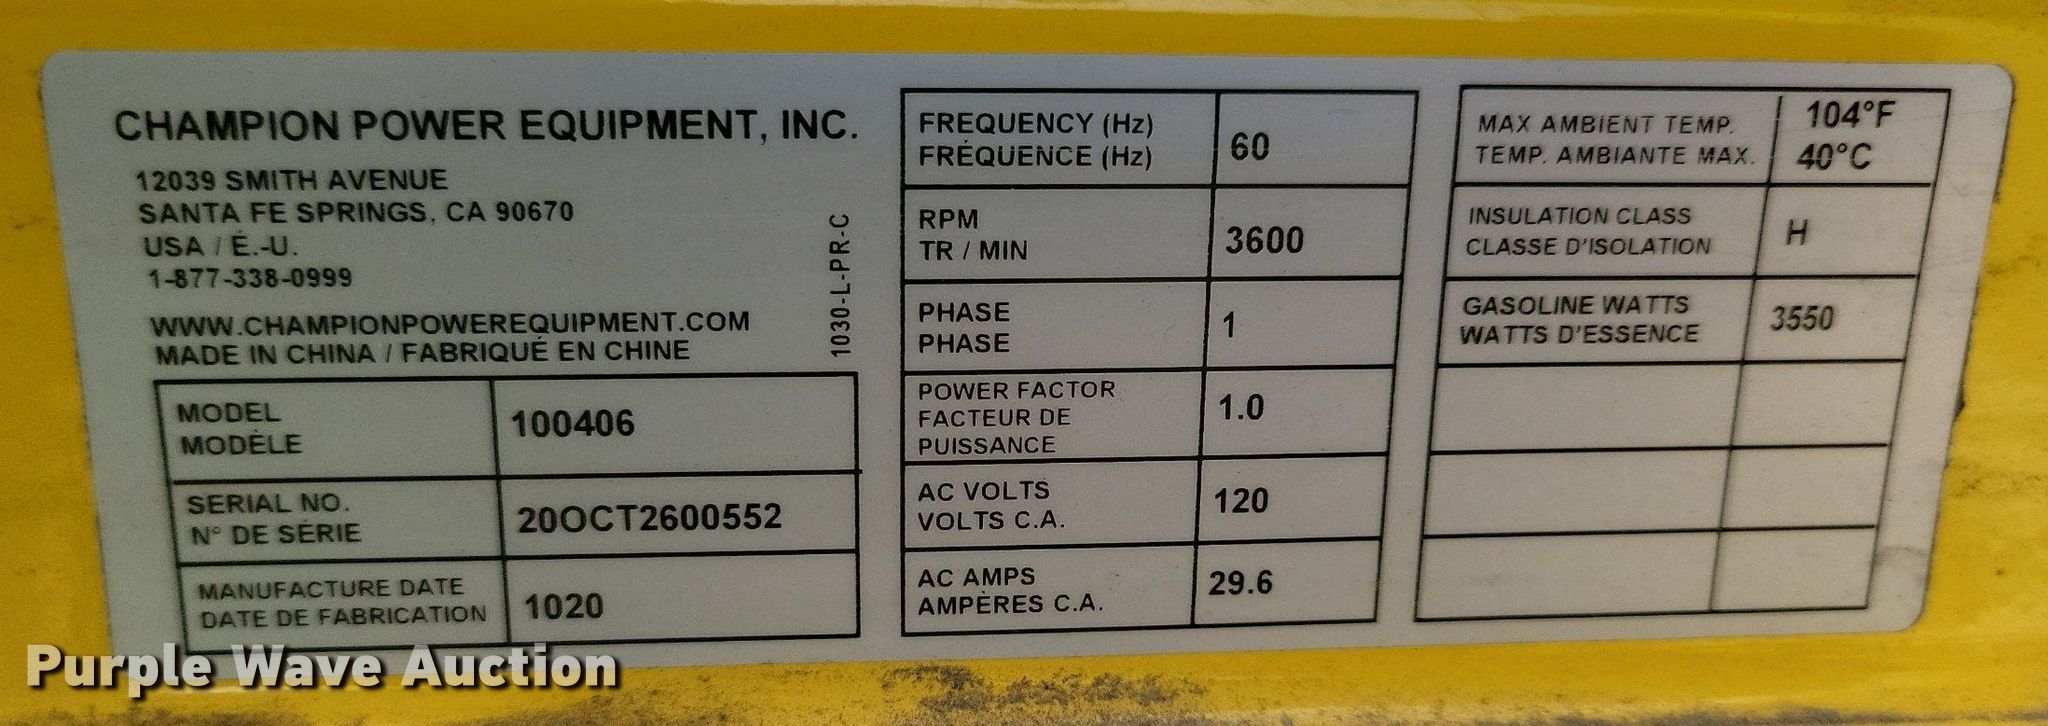 CHAMPION POWER EQUIPMENT, INC.
12039 SMITH AVENUE
SANTA FE SPRINGS, CA 90670
USA / É.-U.
1-877-338-0999
WWW.CHAMPIONPOWEREQUIPMENT.COM
MADE IN CHINA / FABRIQUÉ EN CHINE
1030-L-PR-C
MODEL
MODÈLE
100406
SERIAL NO.
N° DE SÉRIE
20OCT2600552
MANUFACTURE DATE
DATE DE FABRICATION
1020
FREQUENCY (Hz)
FRÉQUENCE (Hz)
60
RPM
TR / MIN
3600
PHASE
PHASE
1
POWER FACTOR
FACTEUR DE
PUISSANCE
1.0
AC VOLTS
VOLTS C.A.
120
AC AMPS
AMPÈRES C.A.
29.6
MAX AMBIENT TEMP.
TEMP. AMBIANTE MAX.
104°F
40°C
INSULATION CLASS
CLASSE D'ISOLATION
H
GASOLINE WATTS
WATTS D'ESSENCE
3550
Purple Wave Auction